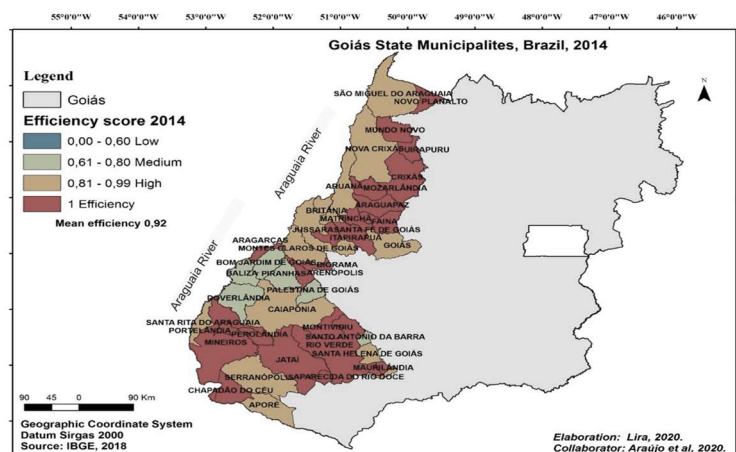 55°0'0"W 54°0'0"W 53°0'0"W 52°0'0"W 51°0'0"W 50°0'0"W 49°0'0"W 48°0'0"W 47°0'0"W 46°0'0"W
Goiás State Municipalites, Brazil, 2014
N
Legend
Goiás
Efficiency score 2014
0,00 - 0,60 Low
0,61 - 0,80 Medium
0,81 - 0,99 High
1 Efficiency
Mean efficiency 0,92
Araguaia River
Araguaia River
SÃO MIGUEL DO ARAGUAIA
NOVO PLANALTO
MUNDO NOVO
NOVA CRIXÁS
UIRAPURU
CRIXÁS
ARUANÃ
MOZARLÂNDIA
ARAGUAPAZ
BRITÂNIA
MATRINCHÃ
FAINA
JUSSARA
SANTA FÉ DE GOIÁS
ITAPIRAPUÃ
ARAGARÇAS
GOIÁS
MONTES CLAROS DE GOIÁS
BOM JARDIM DE GOIÁS
DIORAMA
BALIZA
PIRANHAS
ARENÓPOLIS
PALESTINA DE GOIÁS
DOVERLÂNDIA
CAIAPÔNIA
SANTA RITA DO ARAGUAIA
MONTIVIDIU
PORTELÂNDIA
PEROLÂNDIA
SANTO ANTÔNIO DA BARRA
MINEIROS
RIO VERDE
SANTA HELENA DE GOIÁS
JATAÍ
MAURILÂNDIA
SERRANÓPOLIS
APARECIDA DO RIO DOCE
CHAPADÃO DO CÉU
APORÉ
90 45 0 90 Km
Geographic Coordinate System
Datum Sirgas 2000
Source: IBGE, 2018
Elaboration: Lira, 2020.
Collaborator: Araújo et al, 2020.